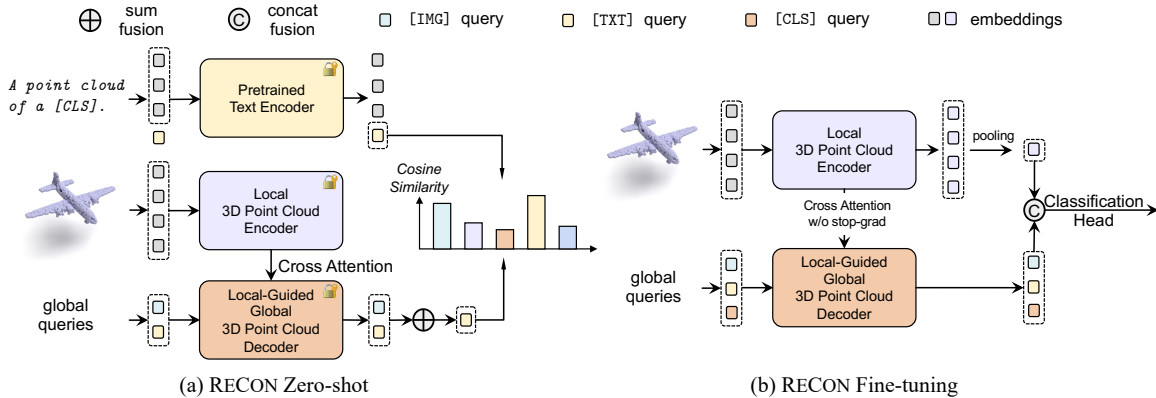 sum
fusion
C
concat
fusion
[IMG] query
[TXT] query
[CLS] query
embeddings
A point cloud
of a [CLS].
Pretrained
Text Encoder
Local
3D Point Cloud
Encoder
Cosine
Similarity
Cross Attention
global
queries
Local-Guided
Global
3D Point Cloud
Decoder
(a) RECON Zero-shot
Local
3D Point Cloud
Encoder
pooling
Cross Attention
w/o stop-grad
C
Classification
Head
global
queries
Local-Guided
Global
3D Point Cloud
Decoder
(b) RECON Fine-tuning